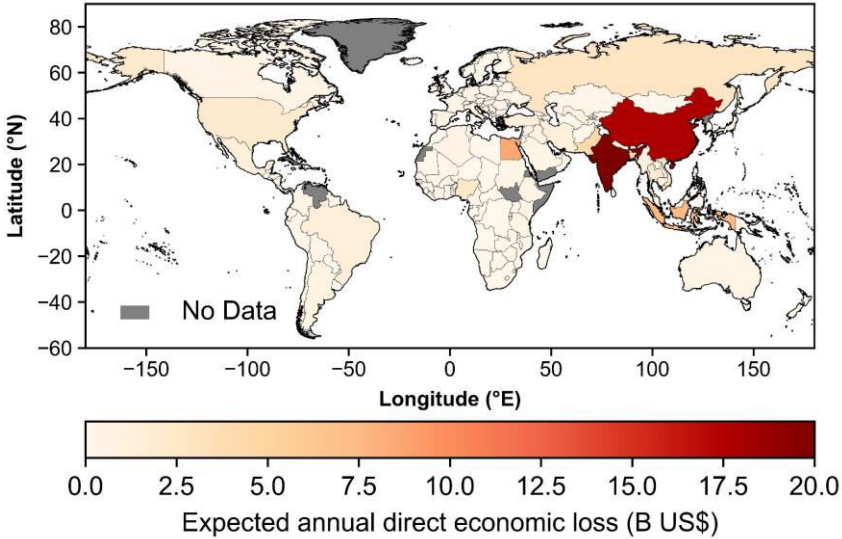 80
60
40
20
0
−20
−40
−60
Latitude (°N)
No Data
−150 −100 −50 0 50 100 150
Longitude (°E)
0.0 2.5 5.0 7.5 10.0 12.5 15.0 17.5 20.0
Expected annual direct economic loss (B US$)